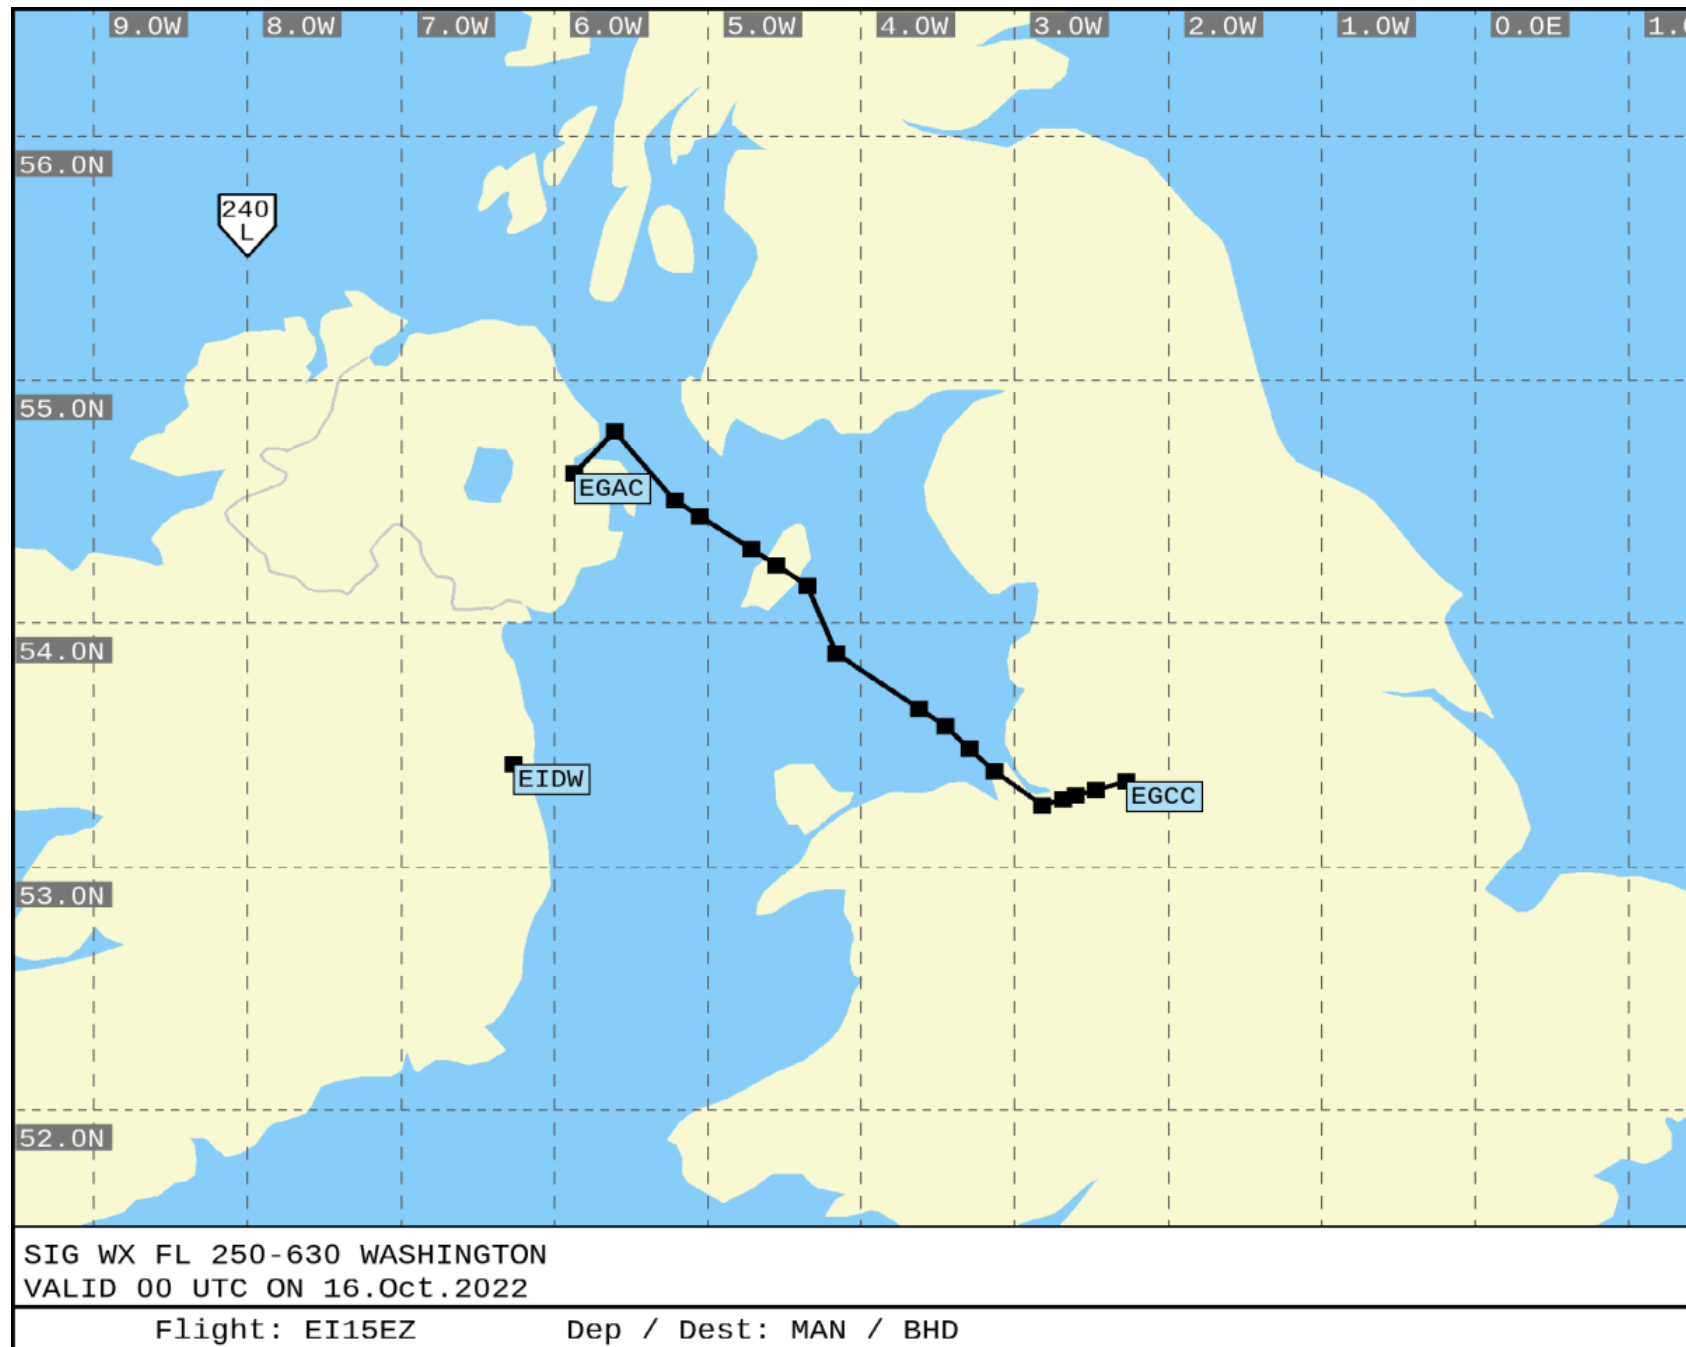 9.0W 8.0W 7.0W 6.0W 5.0W 4.0W 3.0W 2.0W 1.0W 0.0E 1.0
56.0N
240
L
55.0N
EGAC
54.0N
EIDW
EGCC
53.0N
52.0N
SIG WX FL 250-630 WASHINGTON
VALID 00 UTC ON 16.Oct.2022
Flight: EI15EZ Dep / Dest: MAN / BHD